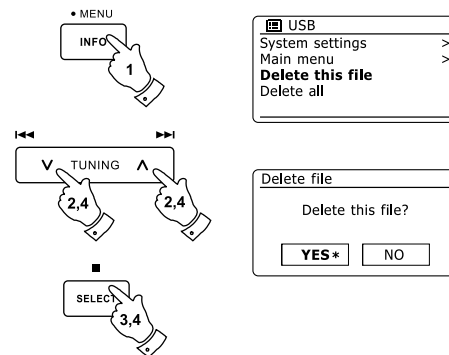 • MENU
INFO
1
TUNING
2,4
2,4
SELECT
3,4
USB
System settings >
Main menu >
Delete this file
Delete all
Delete file
Delete this file?
YES* NO